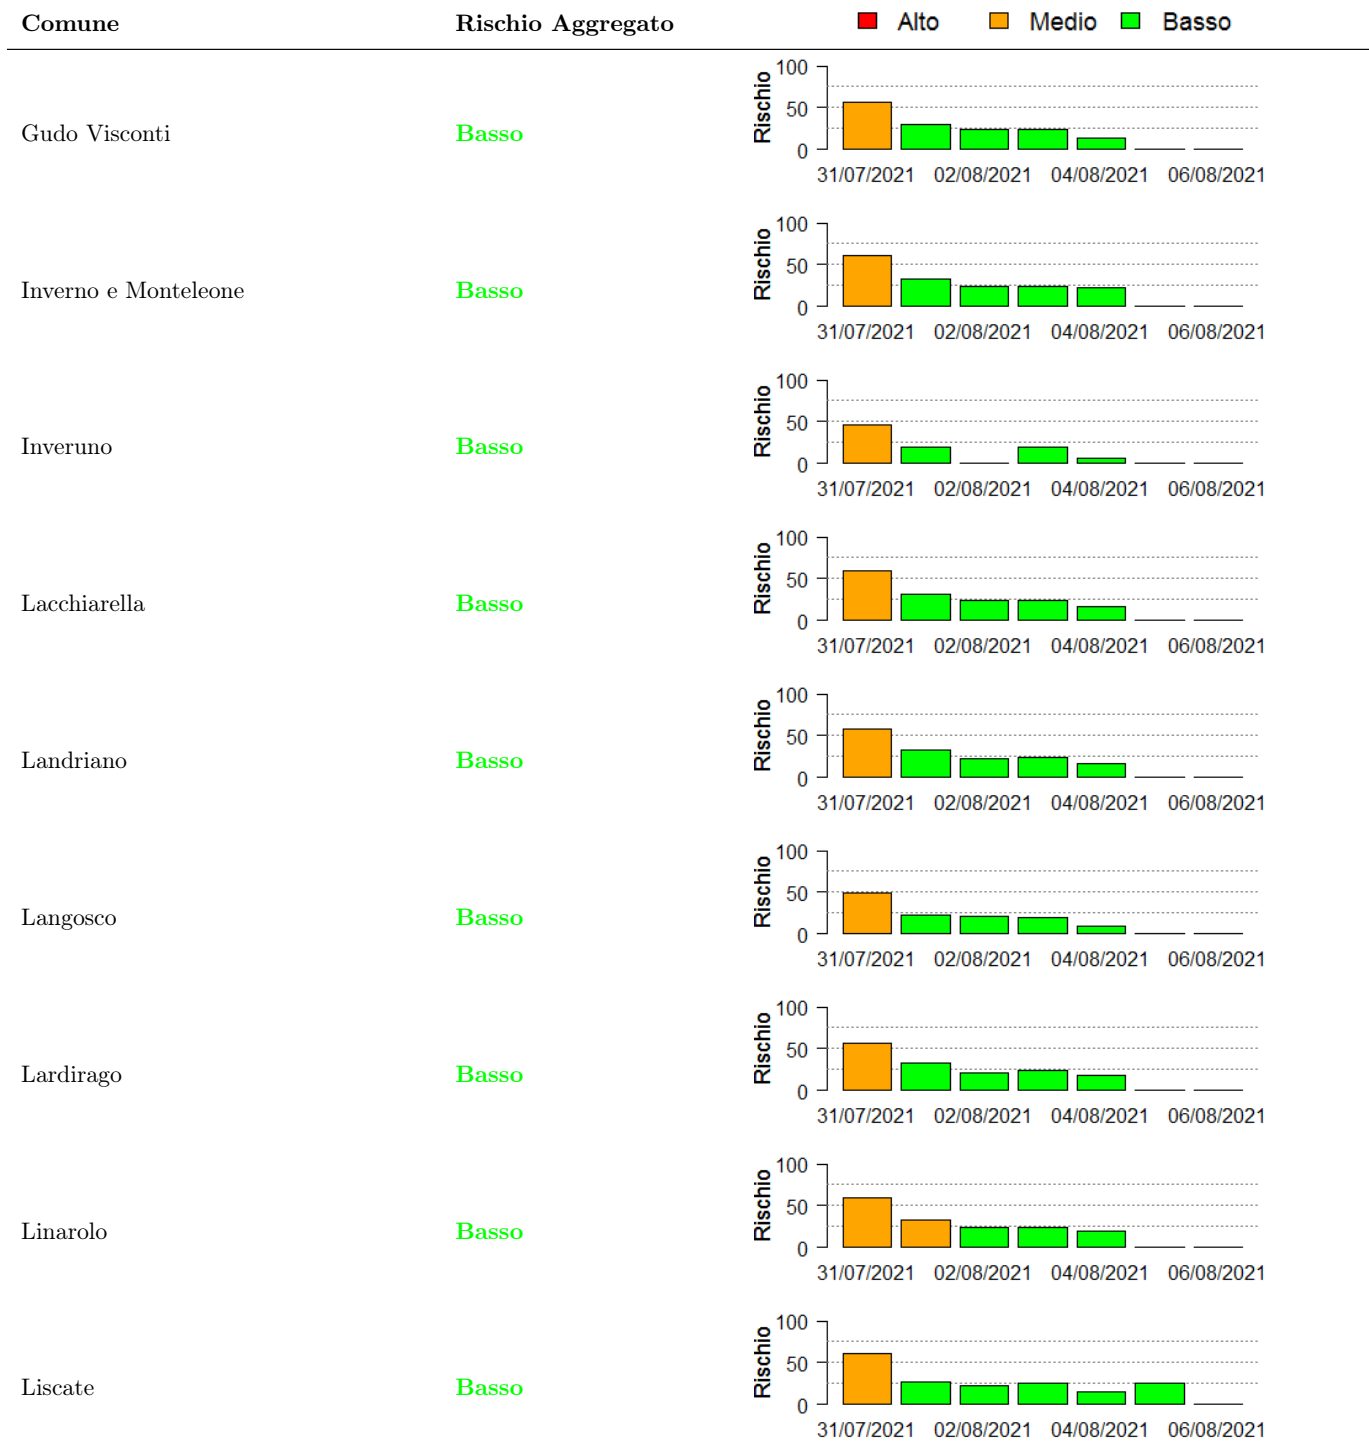 Comune Rischio Aggregato Alto Medio Basso
100
50
0
Rischio
Gudo Visconti Basso
31/07/2021 02/08/2021 04/08/2021 06/08/2021
100
50
0
Rischio
Inverno e Monteleone Basso
31/07/2021 02/08/2021 04/08/2021 06/08/2021
100
50
0
Rischio
Inveruno Basso
31/07/2021 02/08/2021 04/08/2021 06/08/2021
100
50
0
Rischio
Lacchiarella Basso
31/07/2021 02/08/2021 04/08/2021 06/08/2021
100
50
0
Rischio
Landriano Basso
31/07/2021 02/08/2021 04/08/2021 06/08/2021
100
50
0
Rischio
Langosco Basso
31/07/2021 02/08/2021 04/08/2021 06/08/2021
100
50
0
Rischio
Lardirago Basso
31/07/2021 02/08/2021 04/08/2021 06/08/2021
100
50
0
Rischio
Linarolo Basso
31/07/2021 02/08/2021 04/08/2021 06/08/2021
100
50
0
Rischio
Liscate Basso
31/07/2021 02/08/2021 04/08/2021 06/08/2021